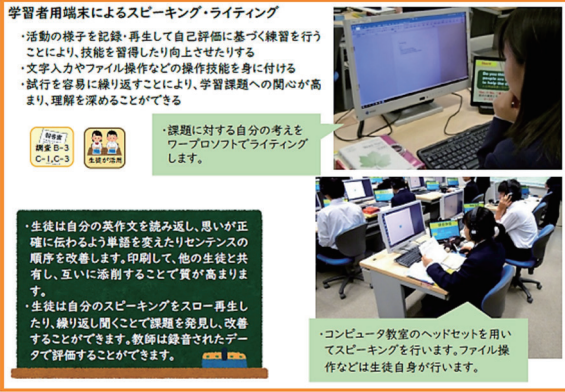 学習者用端末によるスピーキング・ライティング
・活動の様子を記録・再生して自己評価に基づく練習を行う
ことにより、技能を習得したり向上させたりする
・文字入力やファイル操作などの操作技能を身に付ける
・試行を容易に繰り返すことにより、学習課題への関心が高
まり、理解を深めることができる
調査 B-3
C-1,C-3
生徒が活用
・課題に対する自分の考えを
ワープロソフトでライティング
します。
・生徒は自分の英作文を読み返し、思いが正
確に伝わるよう単語を変えたりセンテンスの
順序を改善します。印刷して、他の生徒と共
有し、互いに添削することで質が高まりま
す。
・生徒は自分のスピーキングをスロー再生し
たり、繰り返し聞くことで課題を発見し、改善
することができます。教師は録音されたデー
タで評価することができます。
・コンピュータ教室のヘッドセットを用い
てスピーキングを行います。ファイル操
作などは生徒自身が行います。